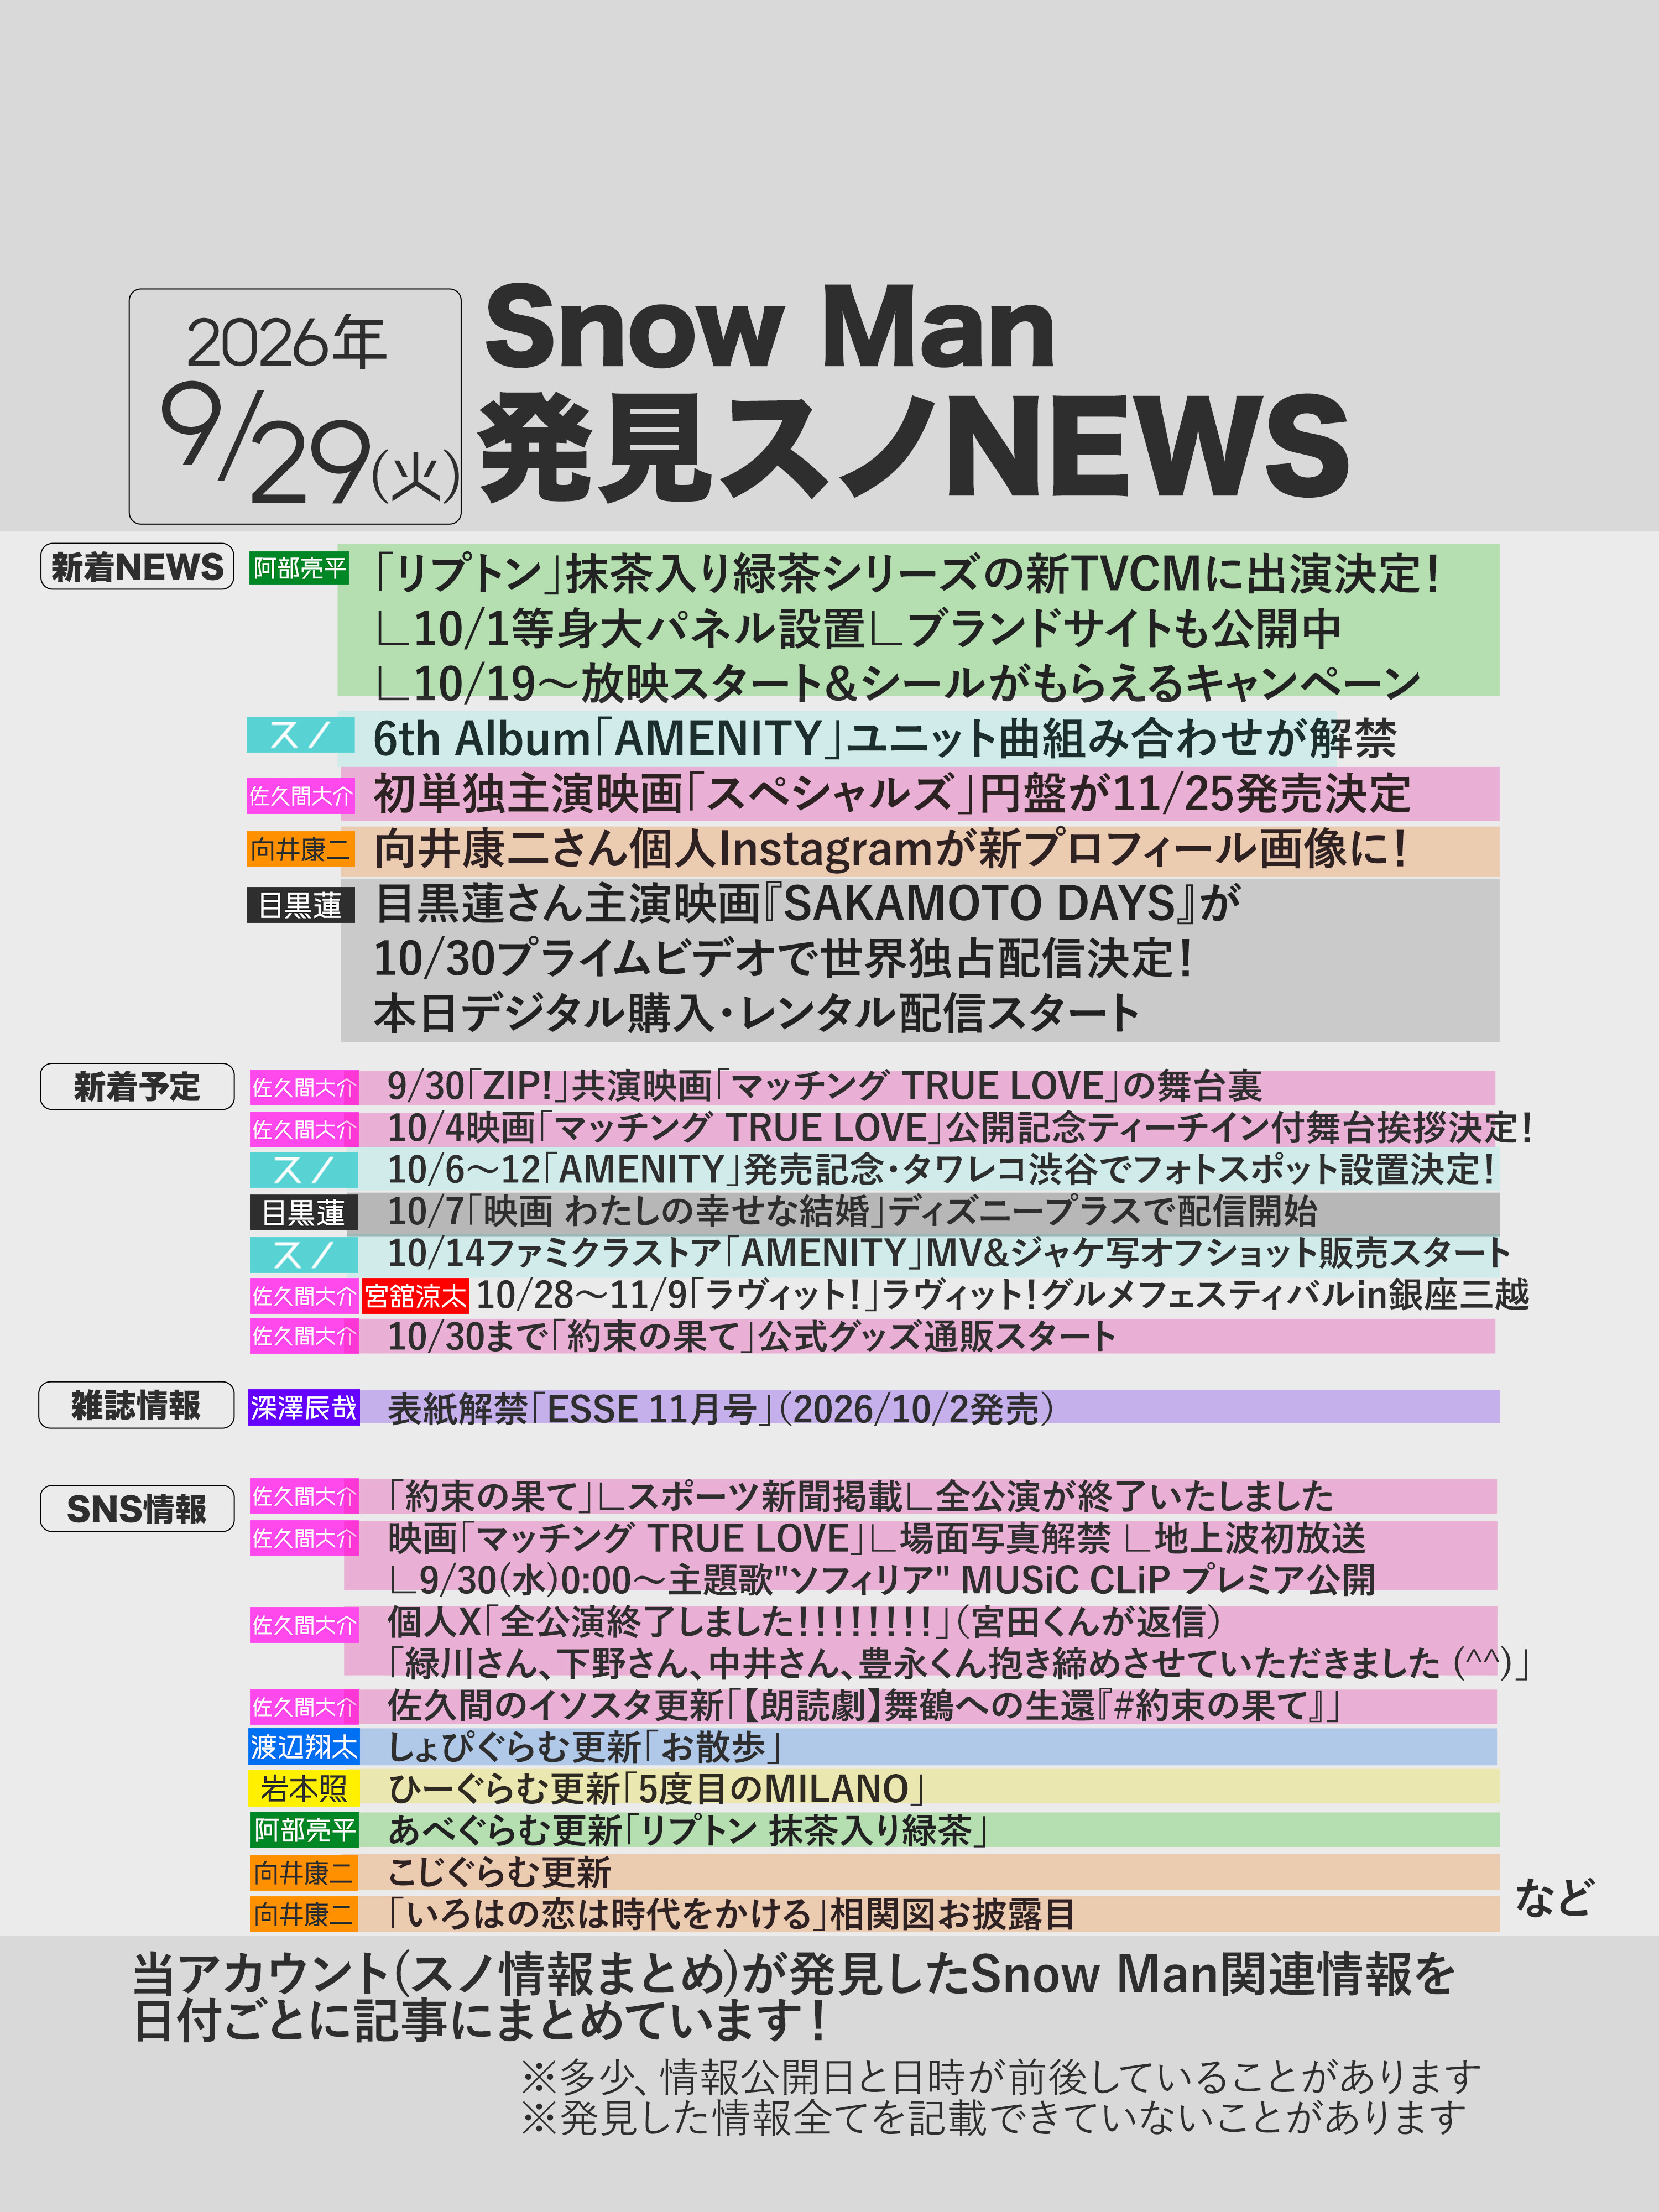 2026年
9/29(火)
Snow Man
発見スノNEWS
新着NEWS
阿部亮平 「リプトン」抹茶入り緑茶シリーズの新TVCMに出演決定！
∟10/1等身大パネル設置∟ブランドサイトも公開中
∟10/19～放映スタート&シールがもらえるキャンペーン
スノ 6th Album「AMENITY」ユニット曲組み合わせが解禁
佐久間大介 初単独主演映画「スペシャルズ」円盤が11/25発売決定
向井康二 向井康二さん個人Instagramが新プロフィール画像に！
目黒蓮 目黒蓮さん主演映画『SAKAMOTO DAYS』が
10/30プライムビデオで世界独占配信決定！
本日デジタル購入・レンタル配信スタート
新着予定
佐久間大介 9/30「ZIP!」共演映画「マッチング TRUE LOVE」の舞台裏
佐久間大介 10/4映画「マッチング TRUE LOVE」公開記念ティーチイン付舞台挨拶決定！
スノ 10/6～12「AMENITY」発売記念・タワレコ渋谷でフォトスポット設置決定！
目黒蓮 10/7「映画 わたしの幸せな結婚」ディズニープラスで配信開始
スノ 10/14ファミクラストア「AMENITY」MV&ジャケ写オフショット販売スタート
佐久間大介 宮舘涼太 10/28～11/9「ラヴィット！」ラヴィット！グルメフェスティバルin銀座三越
佐久間大介 10/30まで「約束の果て」公式グッズ通販スタート
雑誌情報
深澤辰哉 表紙解禁「ESSE 11月号」（2026/10/2発売）
SNS情報
佐久間大介 「約束の果て」∟スポーツ新聞掲載∟全公演が終了いたしました
佐久間大介 映画「マッチング TRUE LOVE」∟場面写真解禁 ∟地上波初放送
∟9/30(水)0:00～主題歌"ソフィリア" MUSiC CLiP プレミア公開
佐久間大介 個人X「全公演終了しました！！！！！！！！」（宮田くんが返信）
「緑川さん、下野さん、中井さん、豊永くん抱き締めさせていただきました (^^)」
佐久間大介 佐久間のイソスタ更新「【朗読劇】舞鶴への生還『#約束の果て』」
渡辺翔太 しょぴぐらむ更新「お散歩」
岩本照 ひーぐらむ更新「5度目のMILANO」
阿部亮平 あべぐらむ更新「リプトン 抹茶入り緑茶」
向井康二 こじぐらむ更新
向井康二 「いろはの恋は時代をかける」相関図お披露目
など
当アカウント(スノ情報まとめ)が発見したSnow Man関連情報を
日付ごとに記事にまとめています！
※多少、情報公開日と日時が前後していることがあります
※発見した情報全てを記載できていないことがあります